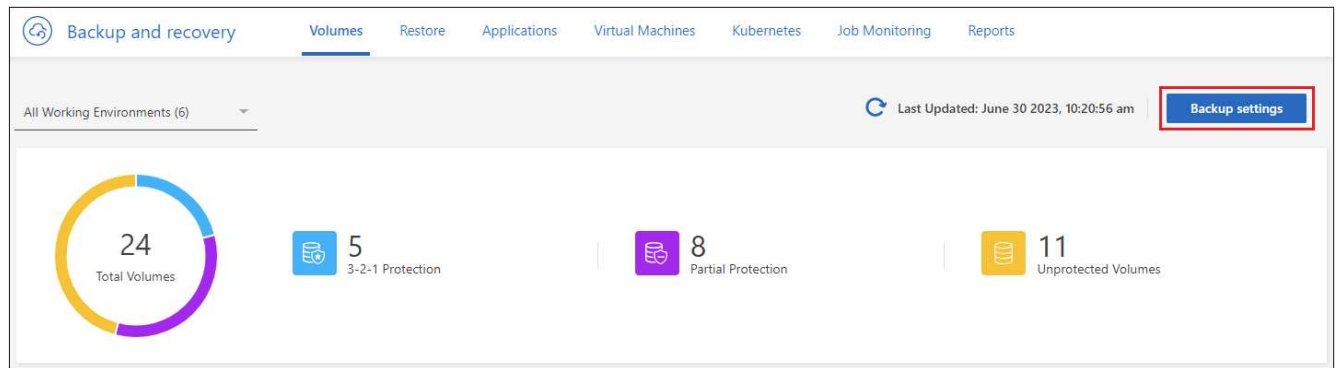 Backup and recovery Volumes Restore Applications Virtual Machines Kubernetes Job Monitoring Reports
All Working Environments (6) Last Updated: June 30 2023, 10:20:56 am Backup settings
24
Total Volumes
5
3-2-1 Protection
8
Partial Protection
11
Unprotected Volumes